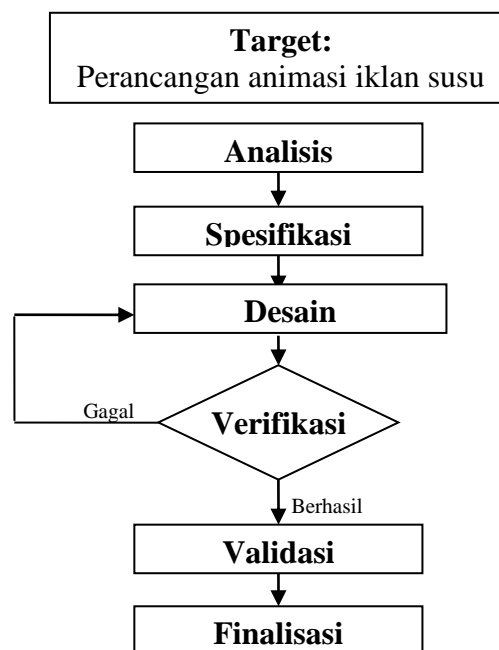 Target:
Perancangan animasi iklan susu
Analisis
Spesifikasi
Desain
Gagal
Verifikasi
Berhasil
Validasi
Finalisasi